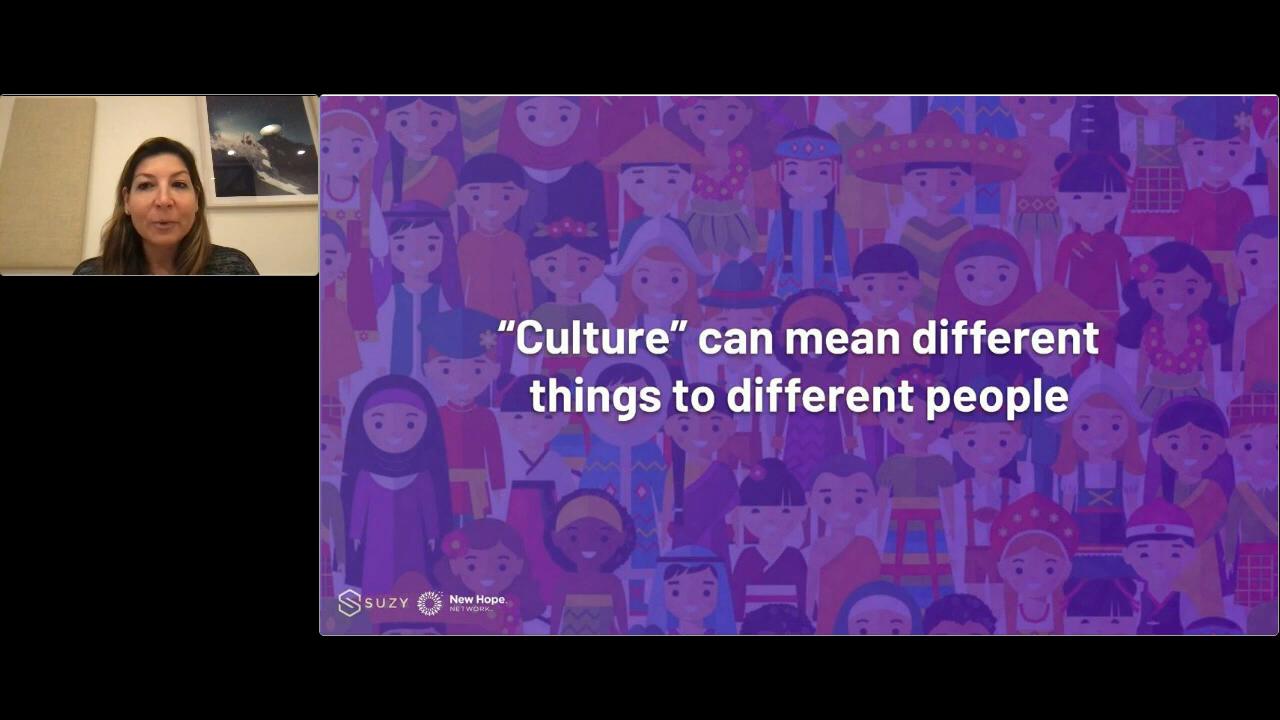 “Culture” can mean different
things to different people
SUZY
New Hope
NETWORK